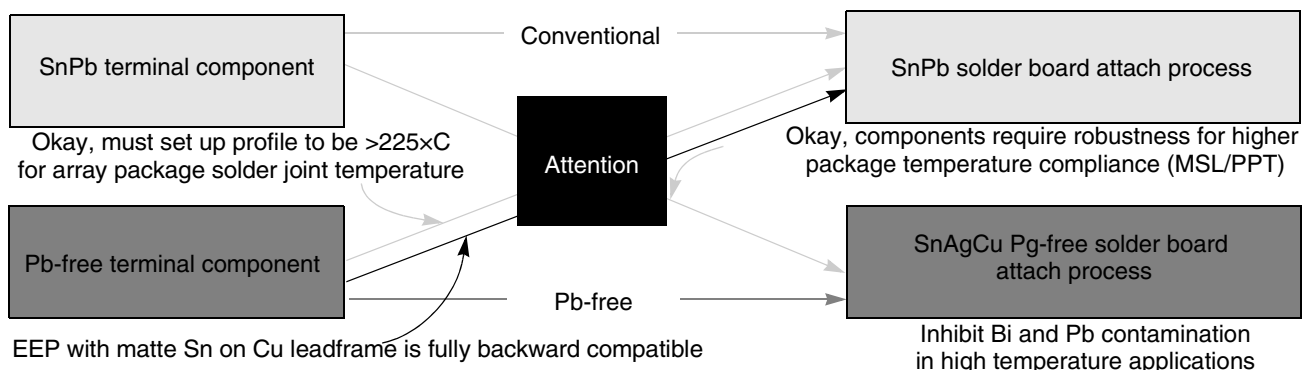 Conventional
SnPb terminal component
SnPb solder board attach process
Okay, must set up profile to be >225×C
for array package solder joint temperature
Attention
Okay, components require robustness for higher
package temperature compliance (MSL/PPT)
Pb-free terminal component
SnAgCu Pg-free solder board
attach process
Pb-free
EEP with matte Sn on Cu leadframe is fully backward compatible
Inhibit Bi and Pb contamination
in high temperature applications